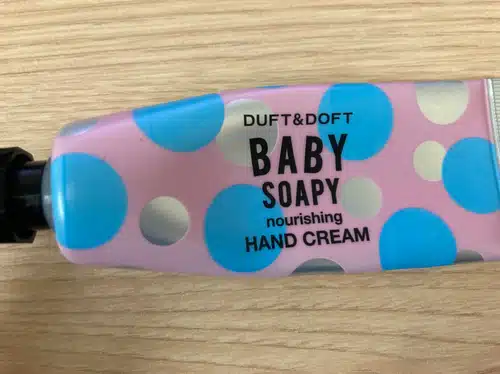 DUFT&DOFT
BABY
SOAPY
nourishing
HAND CREAM